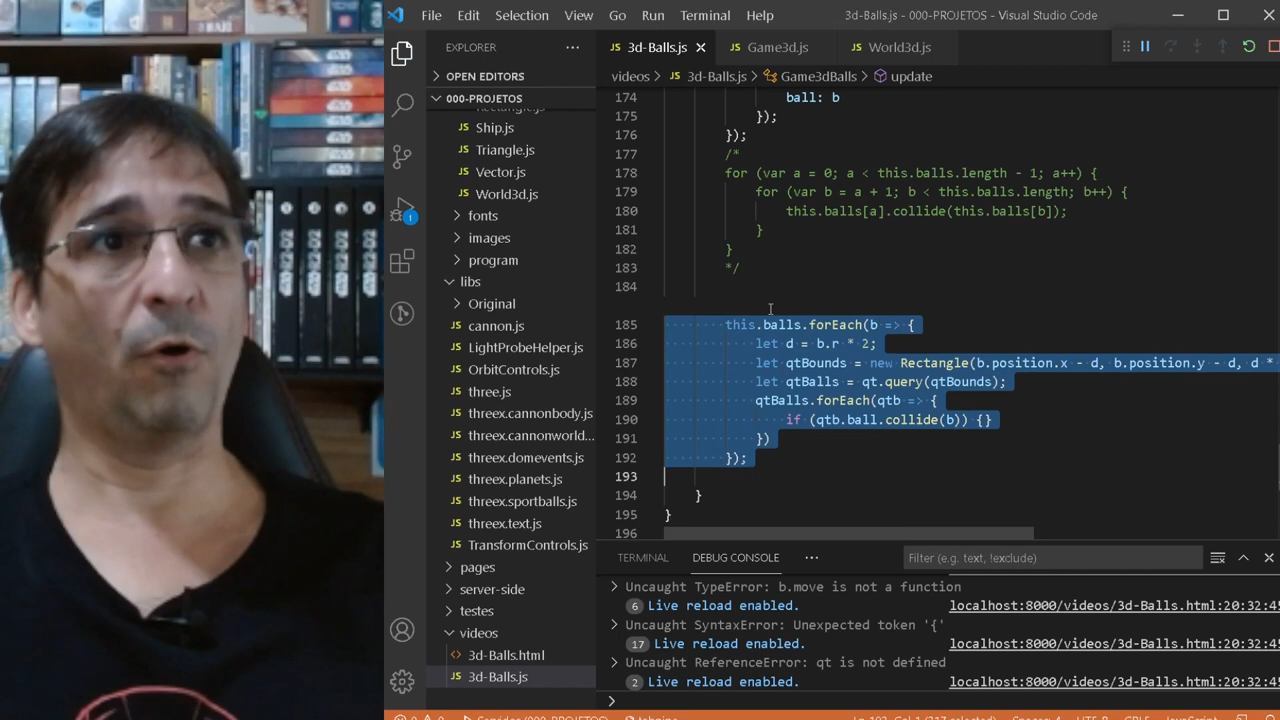 File Edit Selection View Go Run Terminal Help 3d-Balls.js - 000-PROJETOS - Visual Studio Code
EXPLORER
OPEN EDITORS
000-PROJETOS
Ship.js
Triangle.js
Vector.js
World3d.js
fonts
images
program
libs
Original
cannon.js
LightProbeHelper.js
OrbitControls.js
three.js
threex.cannonbody.js
threex.cannonworld...
threex.domevents.js
threex.planets.js
threex.sportballs.js
threex.text.js
TransformControls.js
pages
server-side
testes
videos
3d-Balls.html
3d-Balls.js
3d-Balls.js Game3d.js World3d.js
videos > 3d-Balls.js > Game3dBalls > update
174 ball: b
175 });
176 });
177 /*
178 for (var a = 0; a < this.balls.length - 1; a++) {
179 for (var b = a + 1; b < this.balls.length; b++) {
180 this.balls[a].collide(this.balls[b]);
181 }
182 }
183 */
184
185 this.balls.forEach(b => {
186 let d = b.r * 2;
187 let qtBounds = new Rectangle(b.position.x - d, b.position.y - d, d *
188 let qtBalls = qt.query(qtBounds);
189 qtBalls.forEach(qtb => {
190 if (qtb.ball.collide(b)) {}
191 })
192 });
193
194 }
195 }
196
TERMINAL DEBUG CONSOLE ... Filter (e.g. text, !exclude)
Uncaught TypeError: b.move is not a function
6 Live reload enabled. localhost:8000/videos/3d-Balls.html:20:32:45
Uncaught SyntaxError: Unexpected token '{'
17 Live reload enabled. localhost:8000/videos/3d-Balls.html:20:32:45
Uncaught ReferenceError: qt is not defined
2 Live reload enabled. localhost:8000/videos/3d-Balls.html:20:32:45